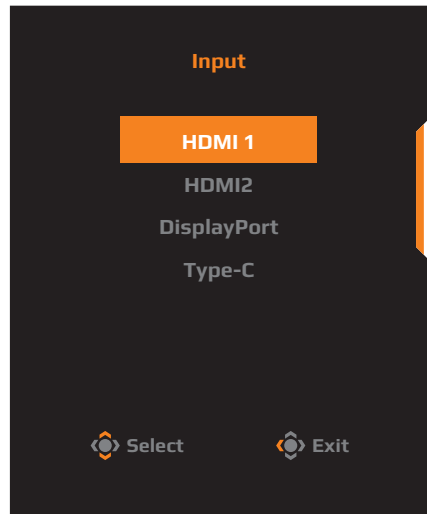 Input
HDMI 1
HDMI2
DisplayPort
Type-C
Select Exit